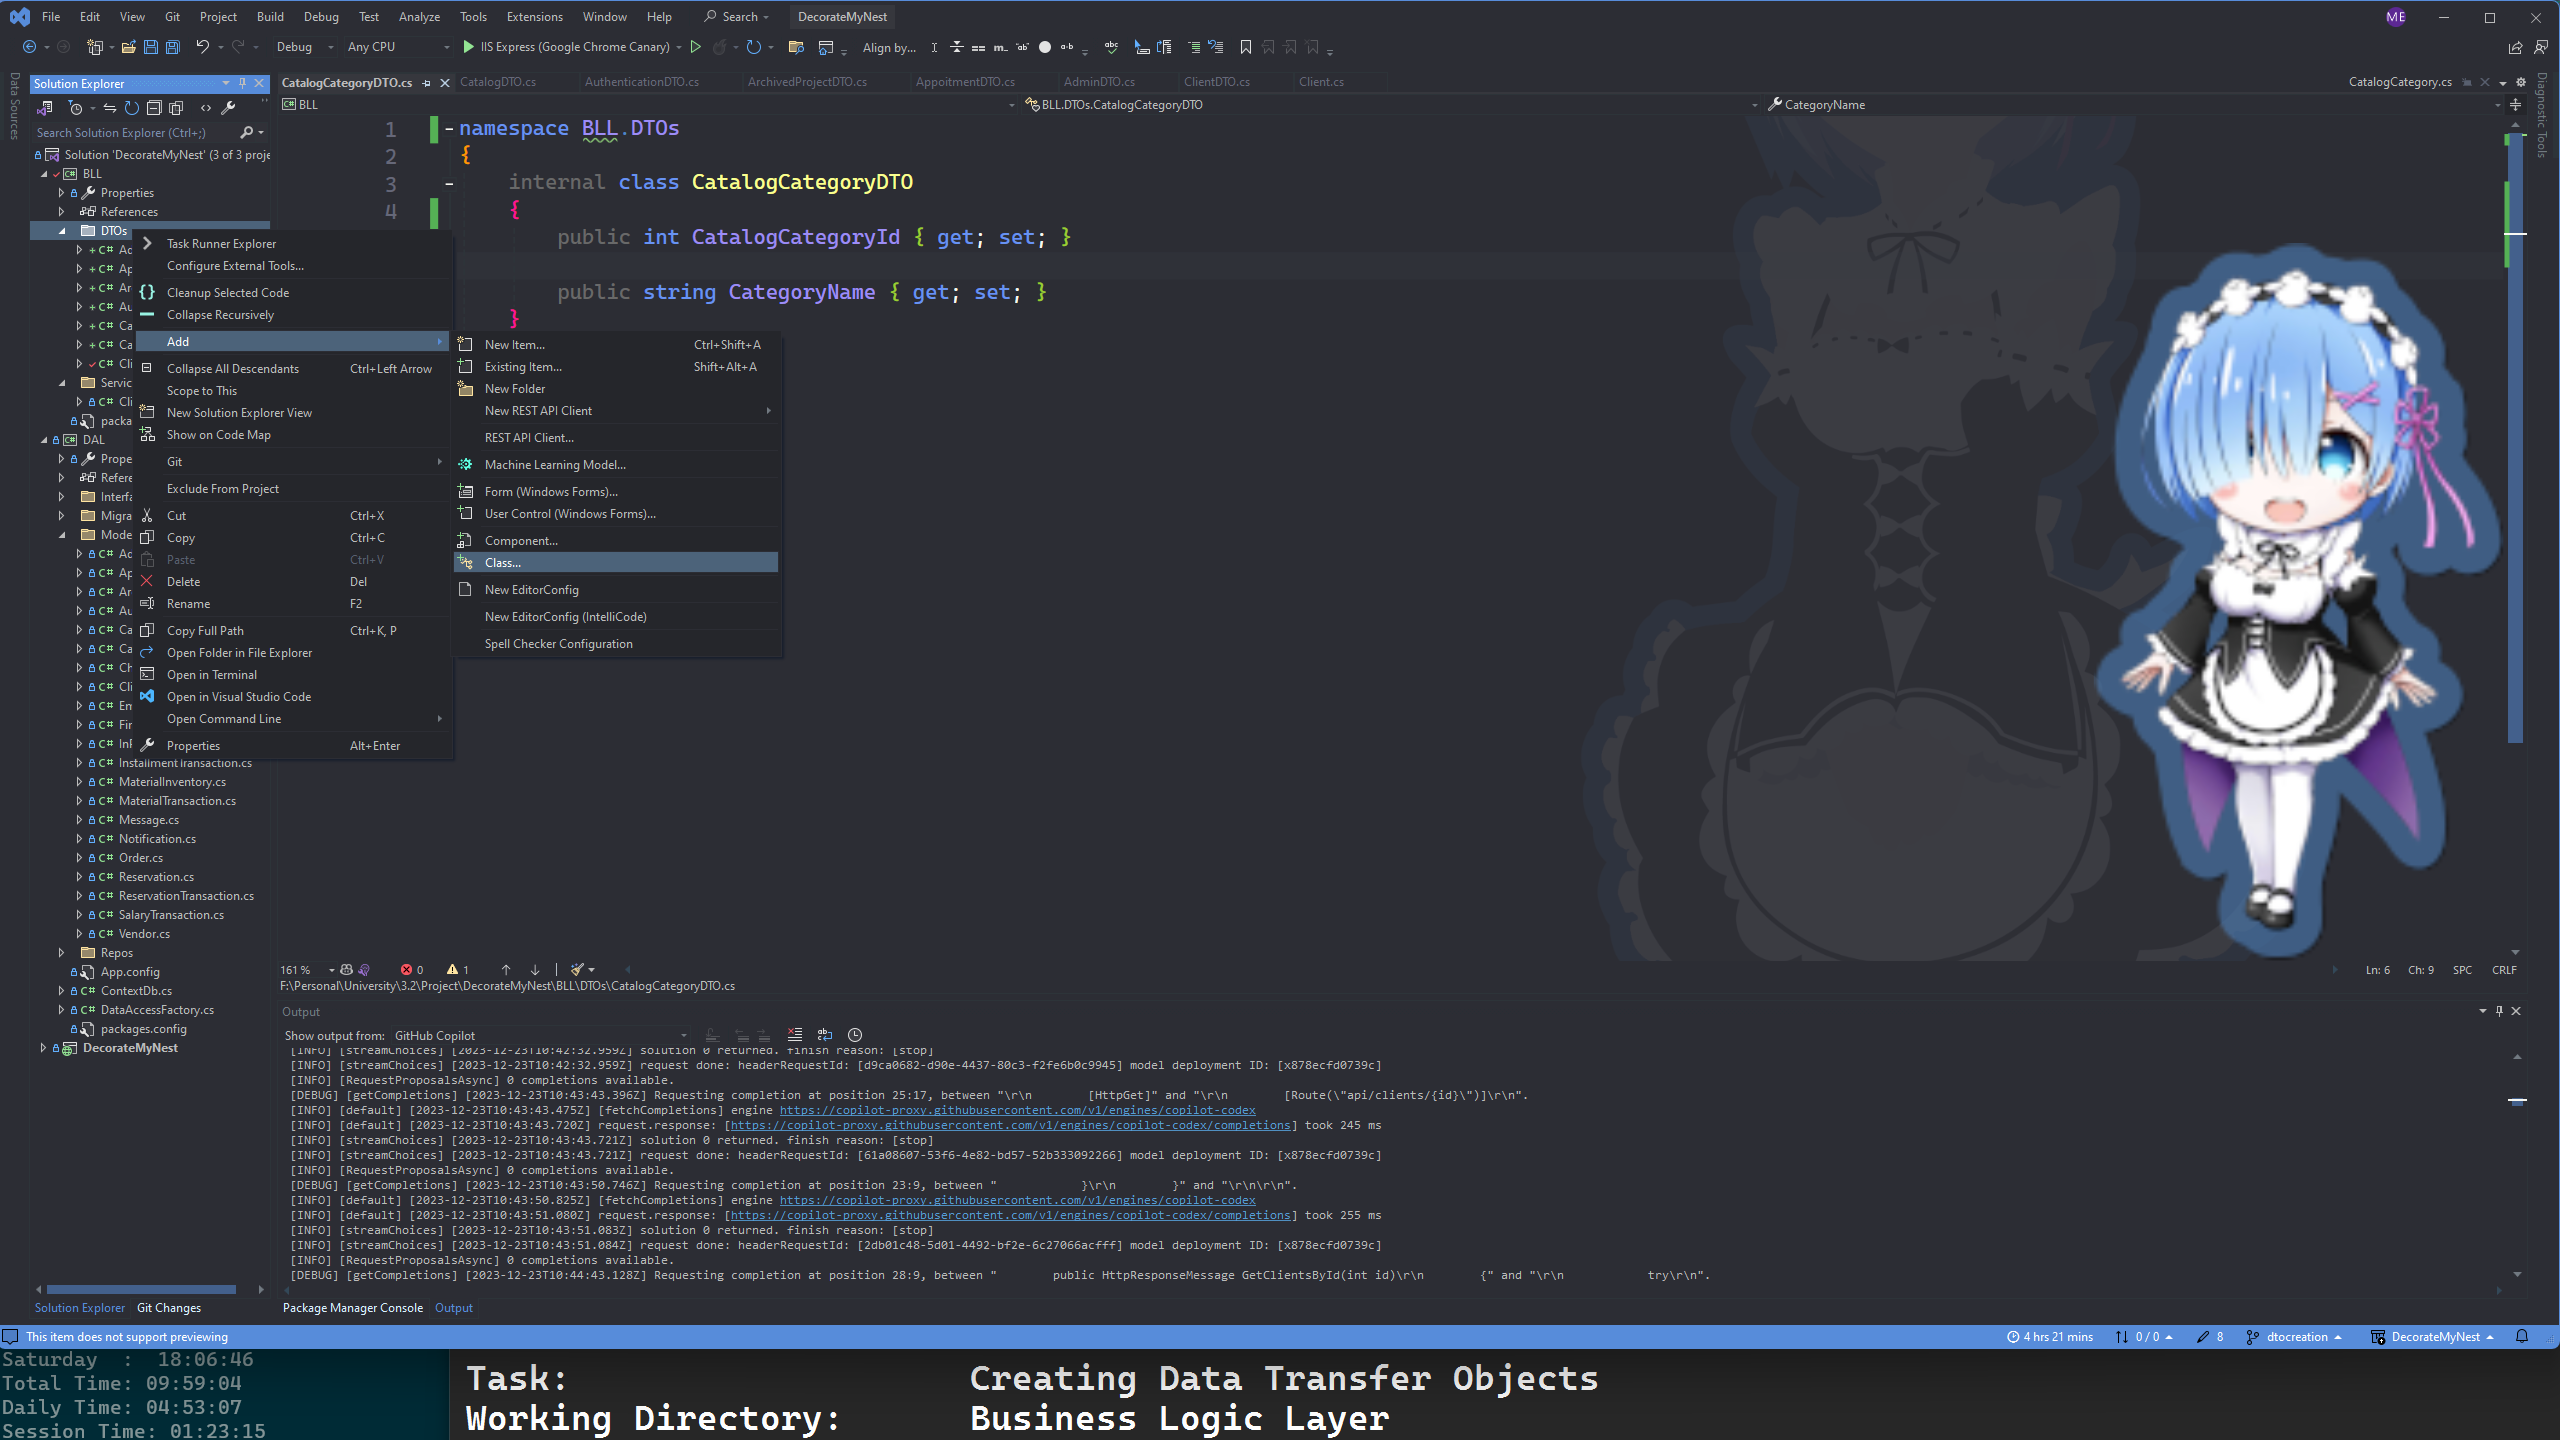 File Edit View Git Project Build Debug Test Analyze Tools Extensions Window Help Search DecorateMyNest ME
Debug Any CPU IIS Express (Google Chrome Canary) Align by...
Data Sources
Solution Explorer
Search Solution Explorer (Ctrl+;)
Solution 'DecorateMyNest' (3 of 3 proje
BLL
Properties
References
DTOs
Ad
Ap
Ar
Au
Ca
Ca
Cli
Servic
Cli
packa
DAL
Prope
Refere
Interfa
Migra
Mode
Ad
Ap
Ar
Au
Ca
Ca
Ch
Cli
Em
Fin
InstallmentTransaction.cs
MaterialInventory.cs
MaterialTransaction.cs
Message.cs
Notification.cs
Order.cs
Reservation.cs
ReservationTransaction.cs
SalaryTransaction.cs
Vendor.cs
Repos
App.config
ContextDb.cs
DataAccessFactory.cs
packages.config
DecorateMyNest
Solution Explorer Git Changes
Task Runner Explorer
Configure External Tools...
Cleanup Selected Code
Collapse Recursively
Add
Collapse All Descendants Ctrl+Left Arrow
Scope to This
New Solution Explorer View
Show on Code Map
Git
Exclude From Project
Cut Ctrl+X
Copy Ctrl+C
Paste Ctrl+V
Delete Del
Rename F2
Copy Full Path Ctrl+K, P
Open Folder in File Explorer
Open in Terminal
Open in Visual Studio Code
Open Command Line
Properties Alt+Enter
New Item... Ctrl+Shift+A
Existing Item... Shift+Alt+A
New Folder
New REST API Client
REST API Client...
Machine Learning Model...
Form (Windows Forms)...
User Control (Windows Forms)...
Component...
Class...
New EditorConfig
New EditorConfig (IntelliCode)
Spell Checker Configuration
CatalogCategoryDTO.cs CatalogDTO.cs AuthenticationDTO.cs ArchivedProjectDTO.cs AppoitmentDTO.cs AdminDTO.cs ClientDTO.cs Client.cs CatalogCategory.cs
BLL BLL.DTOs.CatalogCategoryDTO CategoryName
Diagnostic Tools
1 namespace BLL.DTOs
2 {
3 internal class CatalogCategoryDTO
4 {
public int CatalogCategoryId { get; set; }
public string CategoryName { get; set; }
}
161 % 0 1 Ln: 6 Ch: 9 SPC CRLF
F:\Personal\University\3.2\Project\DecorateMyNest\BLL\DTOs\CatalogCategoryDTO.cs
Output
Show output from: GitHub Copilot
[INFO] [streamChoices] [2023-12-23T10:42:32.959Z] solution 0 returned. finish reason: [stop]
[INFO] [streamChoices] [2023-12-23T10:42:32.959Z] request done: headerRequestId: [d9ca0682-d90e-4437-80c3-f2fe6b0c9945] model deployment ID: [x878ecfd0739c]
[INFO] [RequestProposalsAsync] 0 completions available.
[DEBUG] [getCompletions] [2023-12-23T10:43:43.396Z] Requesting completion at position 25:17, between "\r\n [HttpGet]" and "\r\n [Route(\"api/clients/{id}\")]\r\n".
[INFO] [default] [2023-12-23T10:43:43.475Z] [fetchCompletions] engine https://copilot-proxy.githubusercontent.com/v1/engines/copilot-codex
[INFO] [default] [2023-12-23T10:43:43.720Z] request.response: [https://copilot-proxy.githubusercontent.com/v1/engines/copilot-codex/completions] took 245 ms
[INFO] [streamChoices] [2023-12-23T10:43:43.721Z] solution 0 returned. finish reason: [stop]
[INFO] [streamChoices] [2023-12-23T10:43:43.721Z] request done: headerRequestId: [61a08607-53f6-4e82-bd57-52b333092266] model deployment ID: [x878ecfd0739c]
[INFO] [RequestProposalsAsync] 0 completions available.
[DEBUG] [getCompletions] [2023-12-23T10:43:50.746Z] Requesting completion at position 23:9, between " }\r\n }" and "\r\n\r\n".
[INFO] [default] [2023-12-23T10:43:50.825Z] [fetchCompletions] engine https://copilot-proxy.githubusercontent.com/v1/engines/copilot-codex
[INFO] [default] [2023-12-23T10:43:51.080Z] request.response: [https://copilot-proxy.githubusercontent.com/v1/engines/copilot-codex/completions] took 255 ms
[INFO] [streamChoices] [2023-12-23T10:43:51.083Z] solution 0 returned. finish reason: [stop]
[INFO] [streamChoices] [2023-12-23T10:43:51.084Z] request done: headerRequestId: [2db01c48-5d01-4492-bf2e-6c27066acfff] model deployment ID: [x878ecfd0739c]
[INFO] [RequestProposalsAsync] 0 completions available.
[DEBUG] [getCompletions] [2023-12-23T10:44:43.128Z] Requesting completion at position 28:9, between " public HttpResponseMessage GetClientsById(int id)\r\n {" and "\r\n try\r\n".
Package Manager Console Output
This item does not support previewing 4 hrs 21 mins 0 / 0 8 dtocreation DecorateMyNest
Saturday : 18:06:46
Total Time: 09:59:04
Daily Time: 04:53:07
Session Time: 01:23:15
Task: Creating Data Transfer Objects
Working Directory: Business Logic Layer